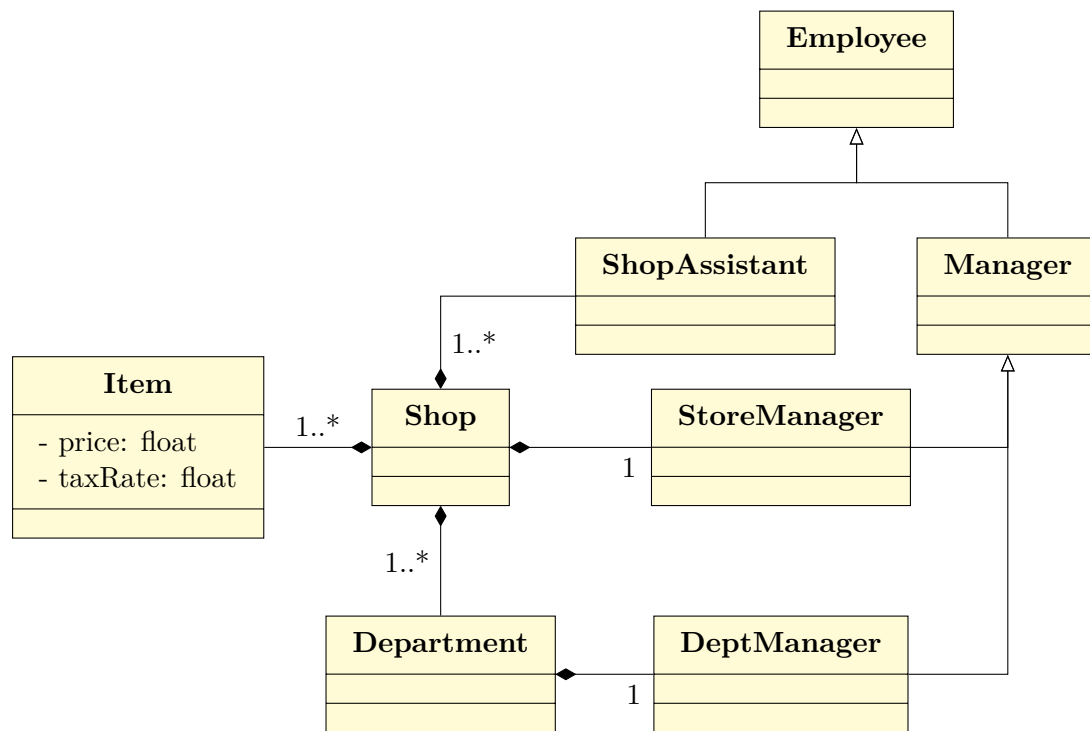 Employee
ShopAssistant
Manager
1..*
Item
- price: float
- taxRate: float
1..*
Shop
StoreManager
1
1..*
Department
DeptManager
1